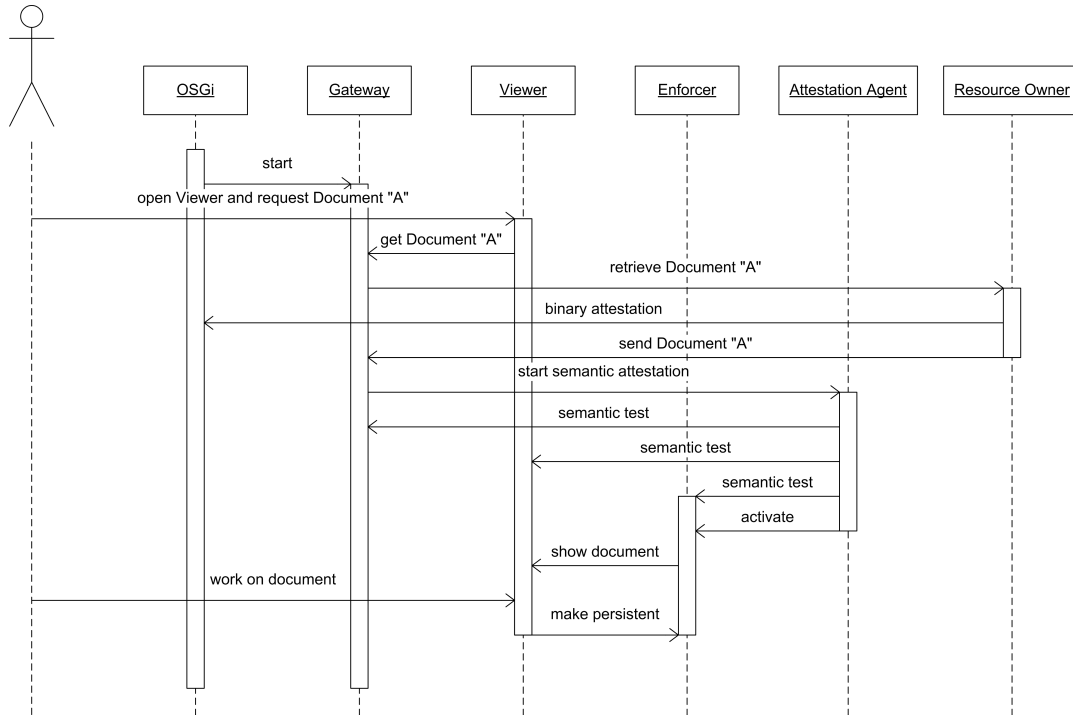 OSGi
Gateway
Viewer
Enforcer
Attestation Agent
Resource Owner
start
open Viewer and request Document "A"
get Document "A"
retrieve Document "A"
binary attestation
send Document "A"
start semantic attestation
semantic test
semantic test
semantic test
activate
show document
work on document
make persistent